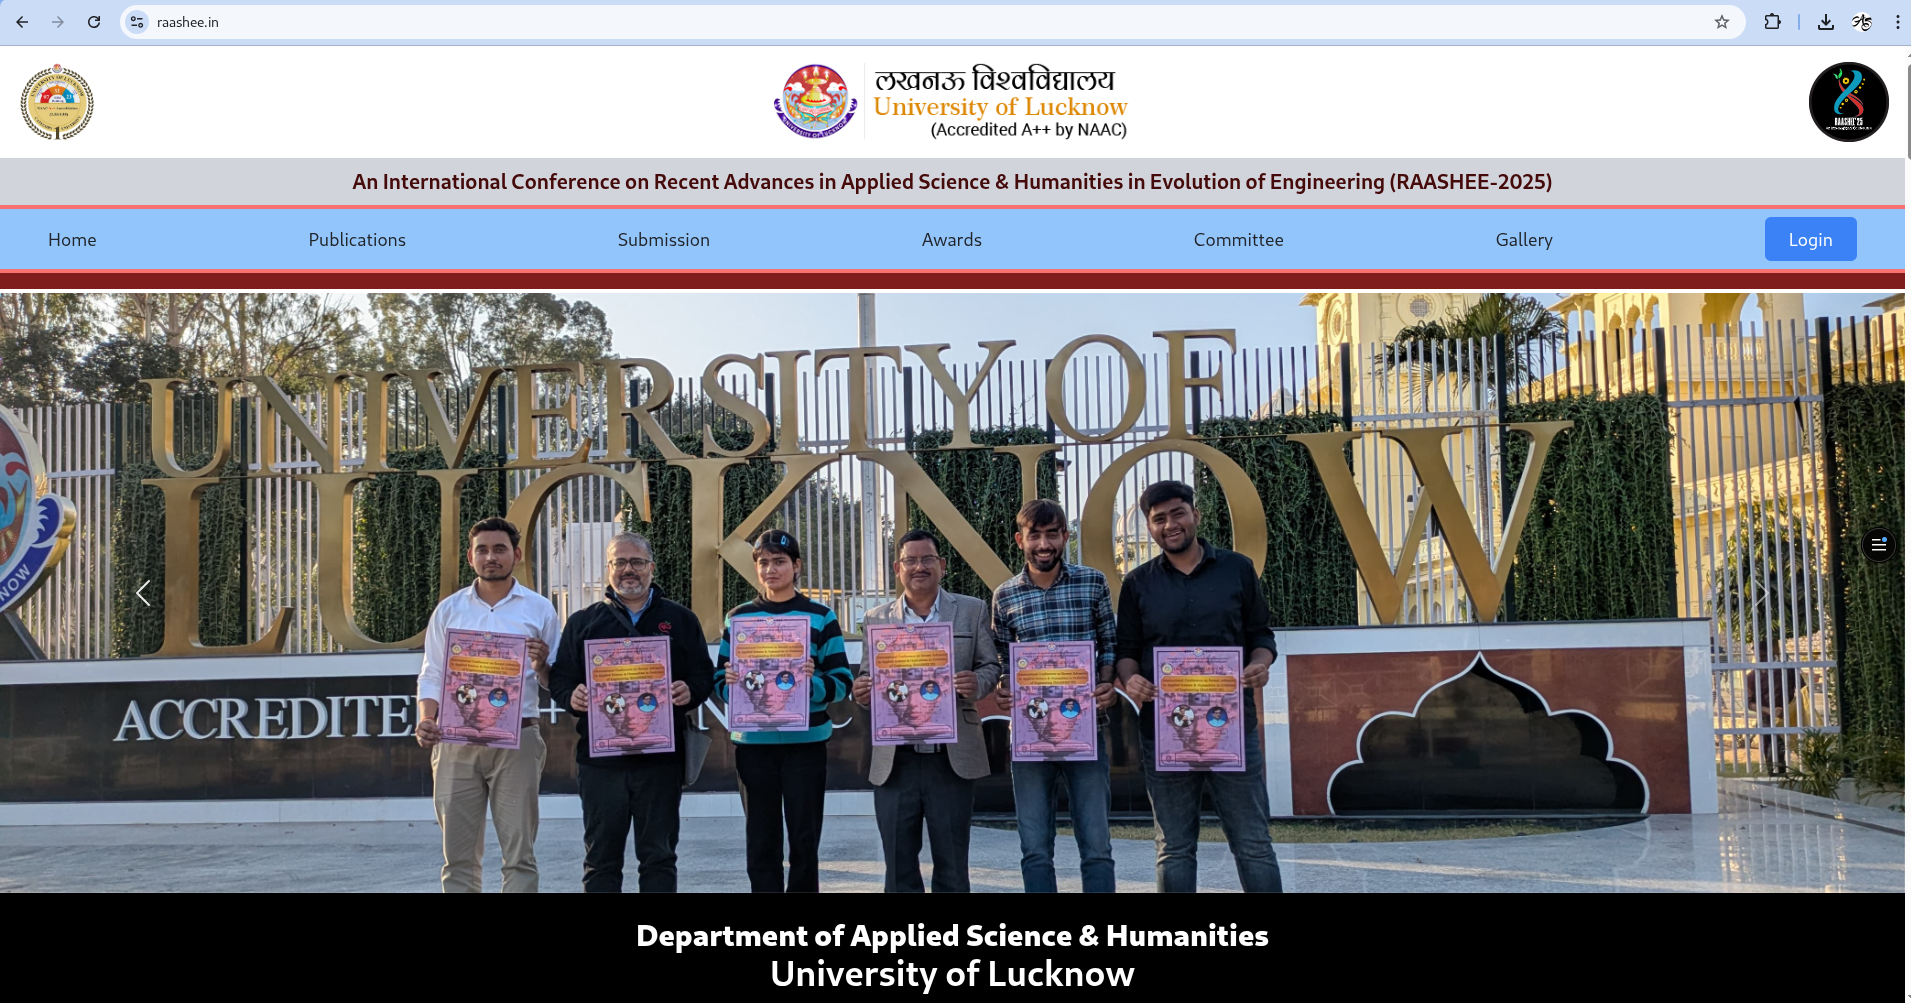 raashee.in
लखनऊ विश्वविद्यालय
University of Lucknow
(Accredited A++ by NAAC)
RAASHEE'25
An International Conference on Recent Advances in Applied Science & Humanities in Evolution of Engineering (RAASHEE-2025)
Home
Publications
Submission
Awards
Committee
Gallery
Login
UNIVERSITY OF
LUCKNOW
ACCREDITE
Department of Applied Science & Humanities
University of Lucknow